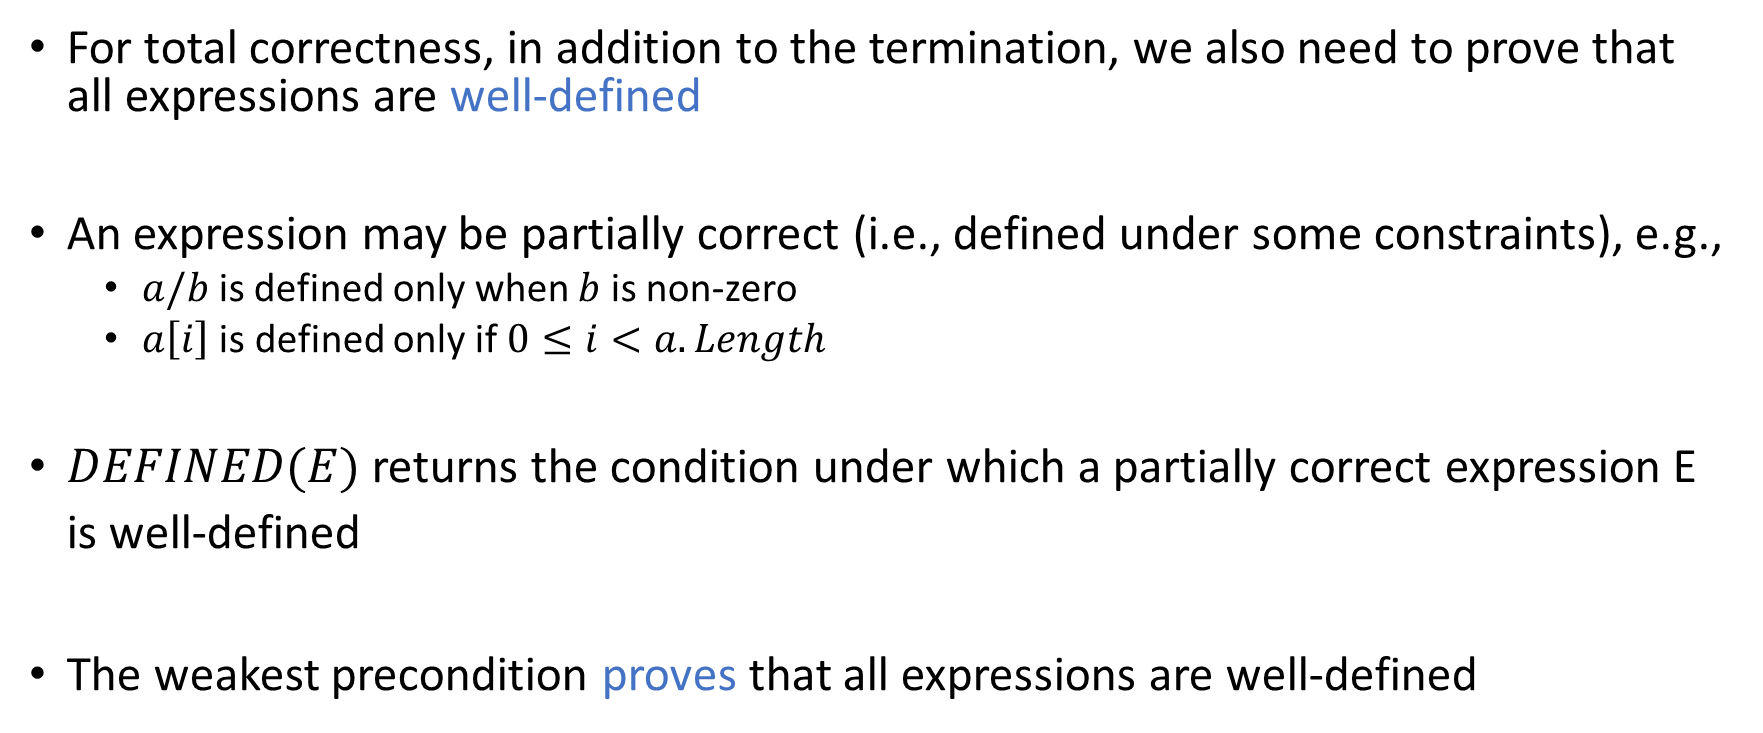 • For total correctness, in addition to the termination, we also need to prove that
all expressions are well-defined
• An expression may be partially correct (i.e., defined under some constraints), e.g.,
• a/b is defined only when b is non-zero
• a[i] is defined only if 0 ≤ i < a.Length
• DEFINED(E) returns the condition under which a partially correct expression E
is well-defined
• The weakest precondition proves that all expressions are well-defined